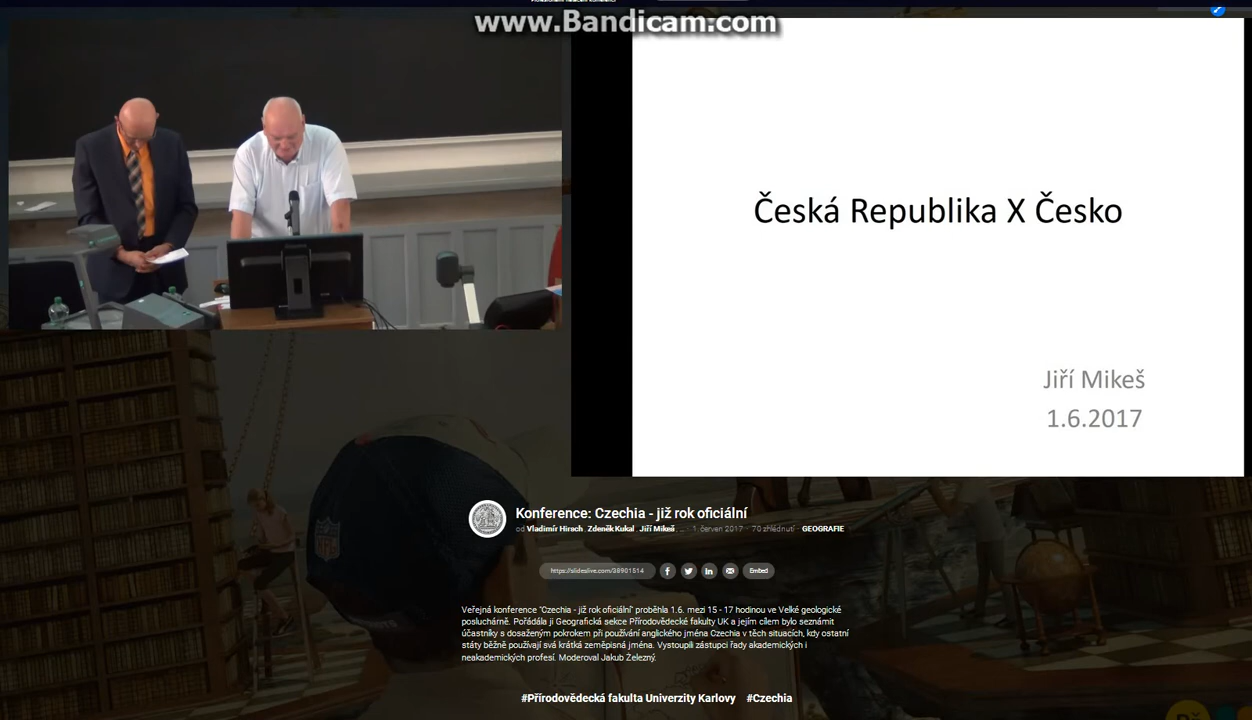 www.Bandicam.com
Česká Republika X Česko
Jiří Mikeš
1.6.2017
Konference: Czechia - již rok oficiální
od Vladimír Hirsch, Zdeněk Kukal, Jiří Mikeš, ... · 1. červen 2017 · 70 zhlédnutí · GEOGRAFIE
https://slideslive.com/38901514
Embed
Veřejná konference "Czechia - již rok oficiální" proběhla 1.6. mezi 15 - 17 hodinou ve Velké geologické
posluchárně. Pořádála ji Geografická sekce Přírodovědecké fakulty UK a jejím cílem bylo seznámit
účastníky s dosaženým pokrokem při používání anglického jména Czechia v těch situacích, kdy ostatní
státy běžně používají svá krátká zeměpisná jména. Vystoupili zástupci řady akademických i
neakademických profesí. Moderoval Jakub Železný.
#Přírodovědecká fakulta Univerzity Karlovy #Czechia